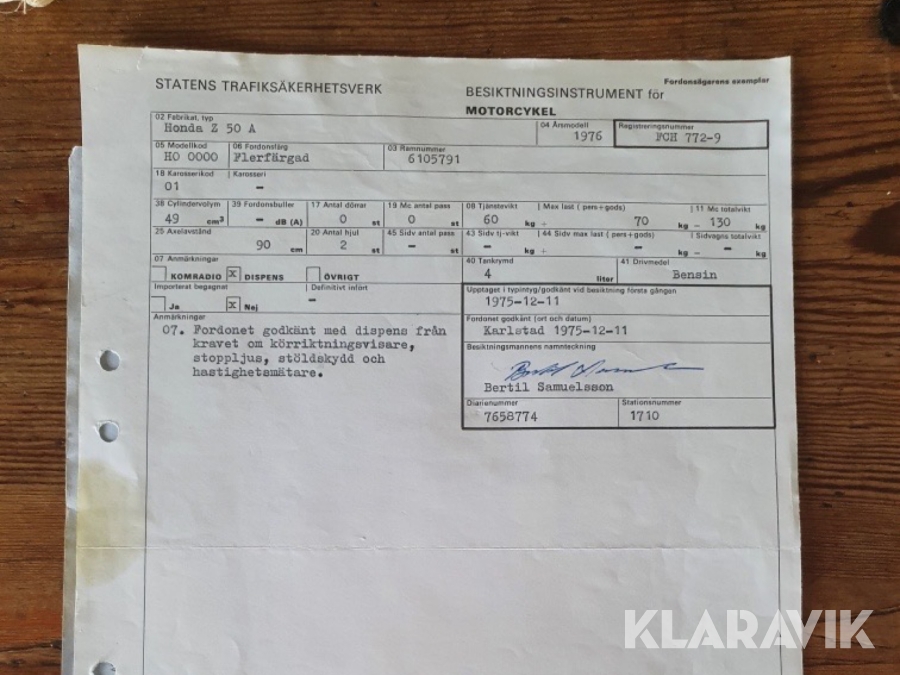 Fordonsägarens exemplar
STATENS TRAFIKSÄKERHETSVERK
BESIKTNINGSINSTRUMENT för
MOTORCYKEL
02 Fabrikat, typ
Honda Z 50 A
04 Årsmodell
1976
Registreringsnummer
FCH 772-9
05 Modellkod
HO 0000
06 Fordonsfärg
Flerfärgad
03 Ramnummer
6105791
18 Karosserikod
01
Karosseri
-
38 Cylindervolym
49 cm³
39 Fordonsbuller
- dB (A)
17 Antal dörrar
0 st
19 Mc antal pass
0 st
08 Tjänstevikt
60 kg +
Max last (pers+gods)
70 kg =
11 Mc totalvikt
130 kg
25 Axelavstånd
90 cm
20 Antal hjul
2 st
45 Sidv antal pass
- st
43 Sidv tj-vikt
- kg +
44 Sidv max last (pers+gods)
- kg =
Sidvagns totalvikt
- kg
07 Anmärkningar
KOMRADIO x DISPENS ÖVRIGT
40 Tankrymd
4 liter
41 Drivmedel
Bensin
Importerat begagnat
Ja x Nej
Definitivt infört
-
Upptaget i typintyg/godkänt vid besiktning första gången
1975-12-11
Anmärkningar
07. Fordonet godkänt med dispens från
kravet om körriktningsvisare,
stoppljus, stöldskydd och
hastighetsmätare.
Fordonet godkänt (ort och datum)
Karlstad 1975-12-11
Besiktningsmannens namnteckning
Bertil Samuelsson
Diarienummer
7658774
Stationsnummer
1710
KLARAVIK